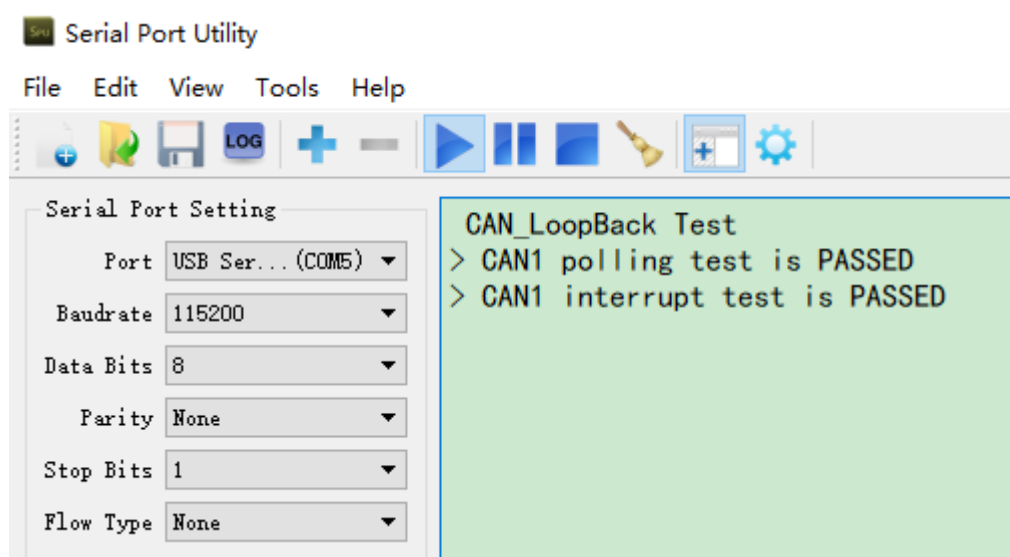 Serial Port Utility
File Edit View Tools Help
LOG
Serial Port Setting
Port USB Ser...(COM5)
Baudrate 115200
Data Bits 8
Parity None
Stop Bits 1
Flow Type None
CAN_LoopBack Test
> CAN1 polling test is PASSED
> CAN1 interrupt test is PASSED